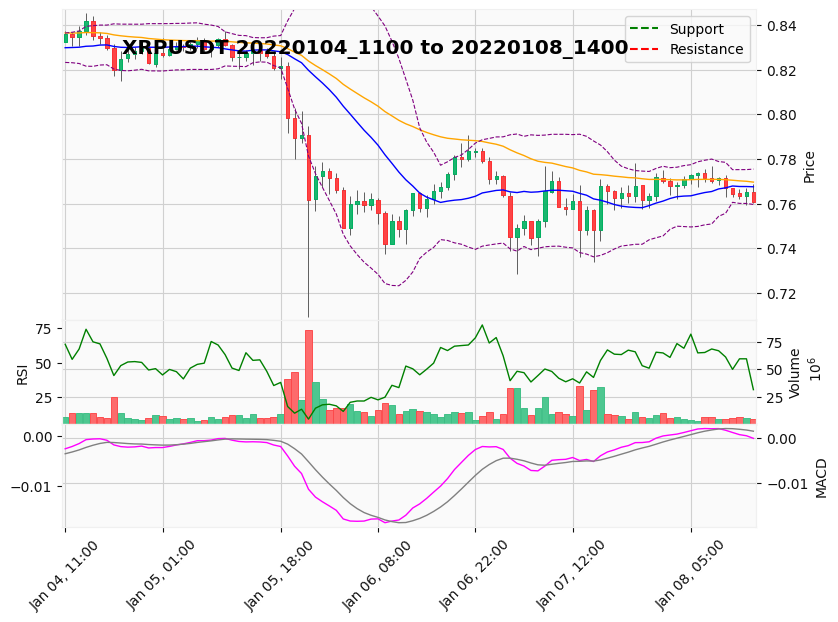 XRPUSDT 20220104_1100 to 20220108_1400
Support
Resistance
0.84
0.82
0.80
0.78
0.76
0.74
0.72
Price
75
50
25
RSI
75
50
25
Volume
10^6
0.00
−0.01
0.00
−0.01
MACD
Jan 04, 11:00
Jan 05, 01:00
Jan 05, 18:00
Jan 06, 08:00
Jan 06, 22:00
Jan 07, 12:00
Jan 08, 05:00